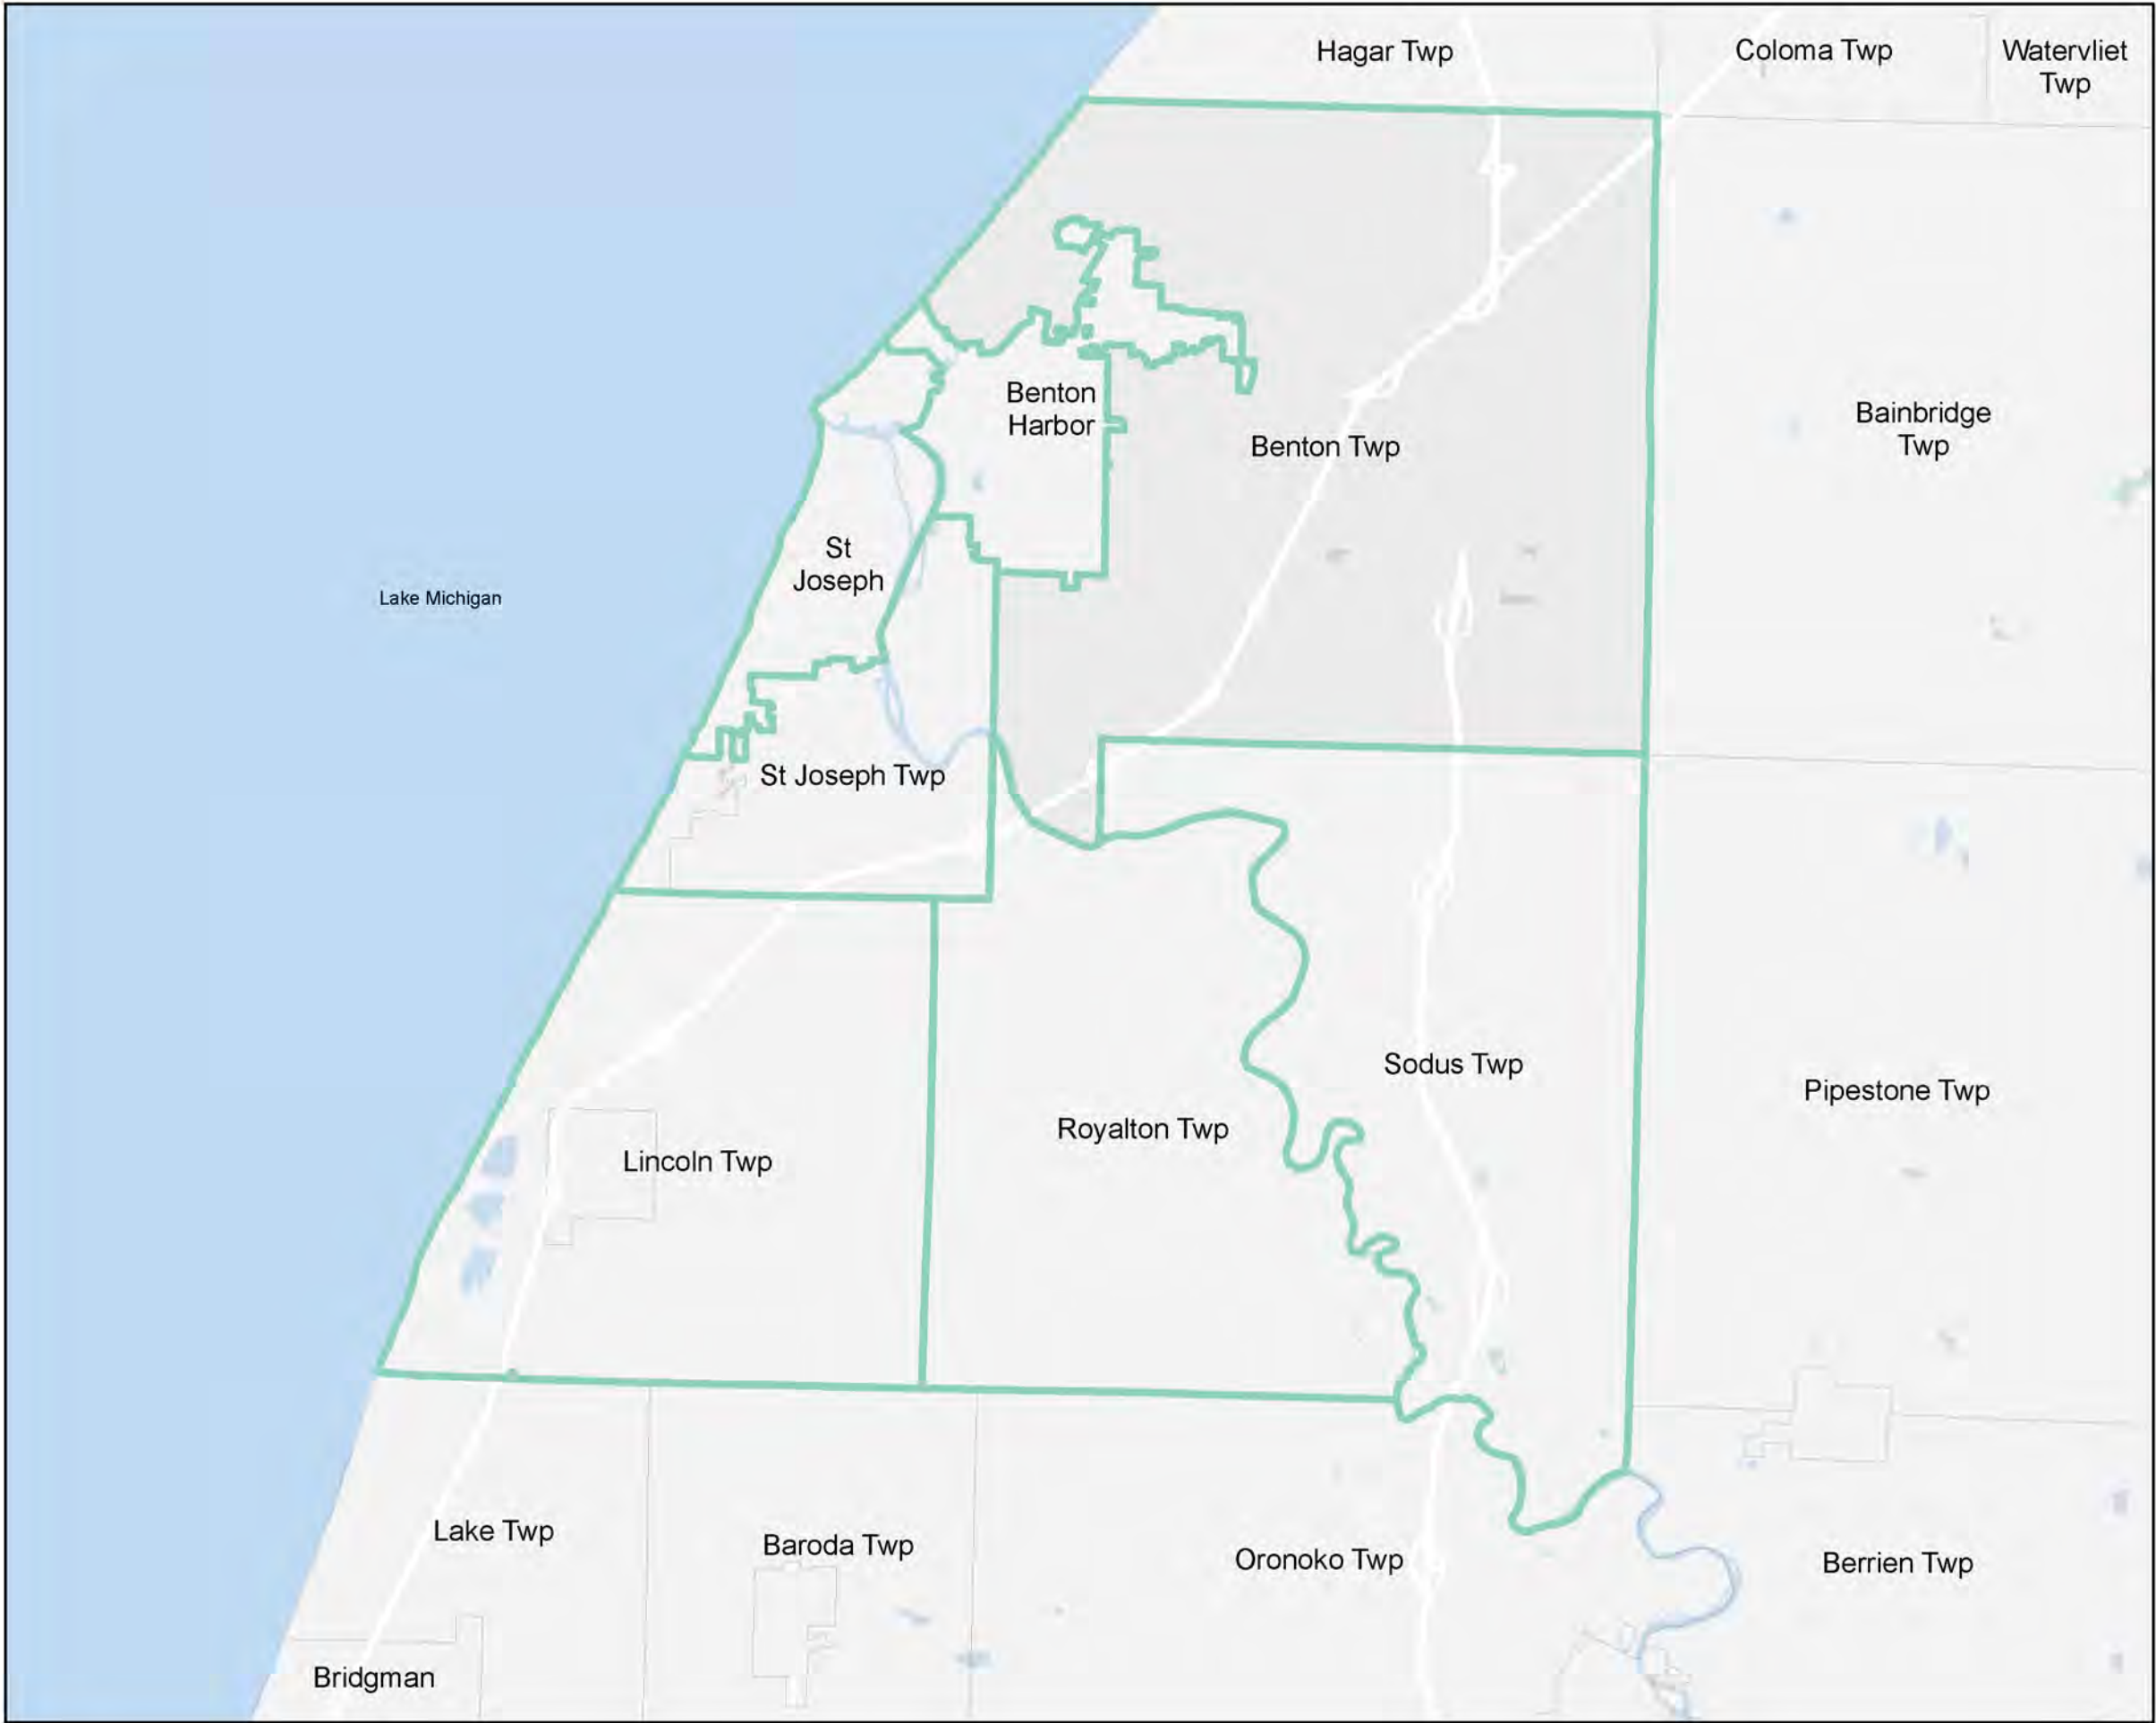 Hagar Twp
Coloma Twp
Watervliet
Twp
Benton
Harbor
Benton Twp
Bainbridge
Twp
St
Joseph
Lake Michigan
St Joseph Twp
Sodus Twp
Pipestone Twp
Royalton Twp
Lincoln Twp
Lake Twp
Baroda Twp
Oronoko Twp
Berrien Twp
Bridgman